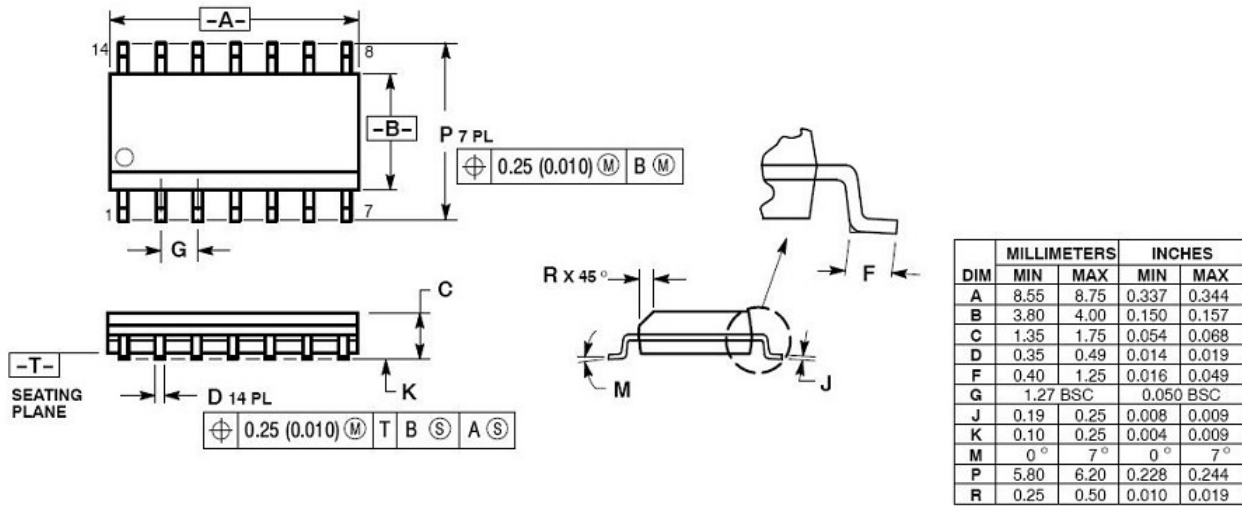 –A–
14
8
–B–
P 7 PL
⌖ 0.25 (0.010) Ⓜ B Ⓜ
1
7
G
F
R X 45°
C
–T–
SEATING
PLANE
K
M
J
D 14 PL
⌖ 0.25 (0.010) Ⓜ T B Ⓢ A Ⓢ
MILLIMETERS INCHES
DIM MIN MAX MIN MAX
A 8.55 8.75 0.337 0.344
B 3.80 4.00 0.150 0.157
C 1.35 1.75 0.054 0.068
D 0.35 0.49 0.014 0.019
F 0.40 1.25 0.016 0.049
G 1.27 BSC 0.050 BSC
J 0.19 0.25 0.008 0.009
K 0.10 0.25 0.004 0.009
M 0° 7° 0° 7°
P 5.80 6.20 0.228 0.244
R 0.25 0.50 0.010 0.019